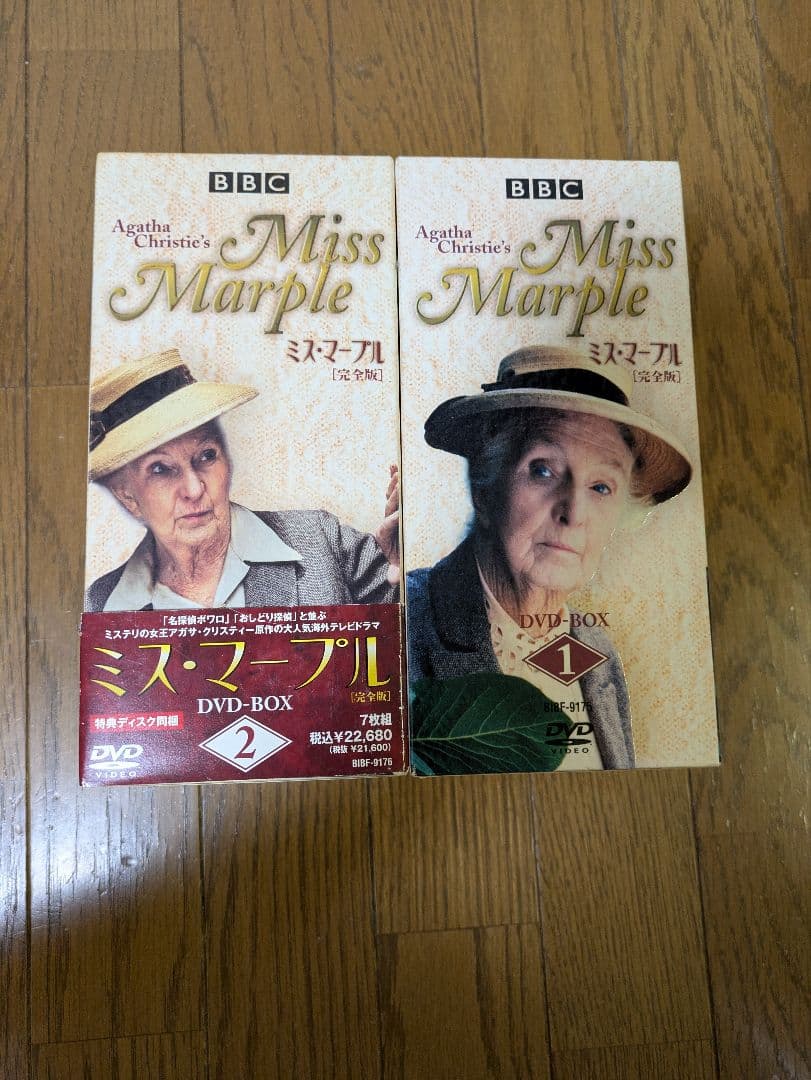 BBC
Agatha
Christie's
Miss
Marple
ミス・マープル
[完全版]
「名探偵ポワロ」「おしどり探偵」と並ぶ
ミステリの女王アガサ・クリスティー原作の大人気海外テレビドラマ
ミス・マープル
[完全版]
DVD-BOX
特典ディスク同梱
2
7枚組
税込¥22,680
(税抜 ¥21,600)
DVD
VIDEO
BIBF-9176
BBC
Agatha
Christie's
Miss
Marple
ミス・マープル
[完全版]
DVD-BOX
1
BIBF-9175
DVD
VIDEO